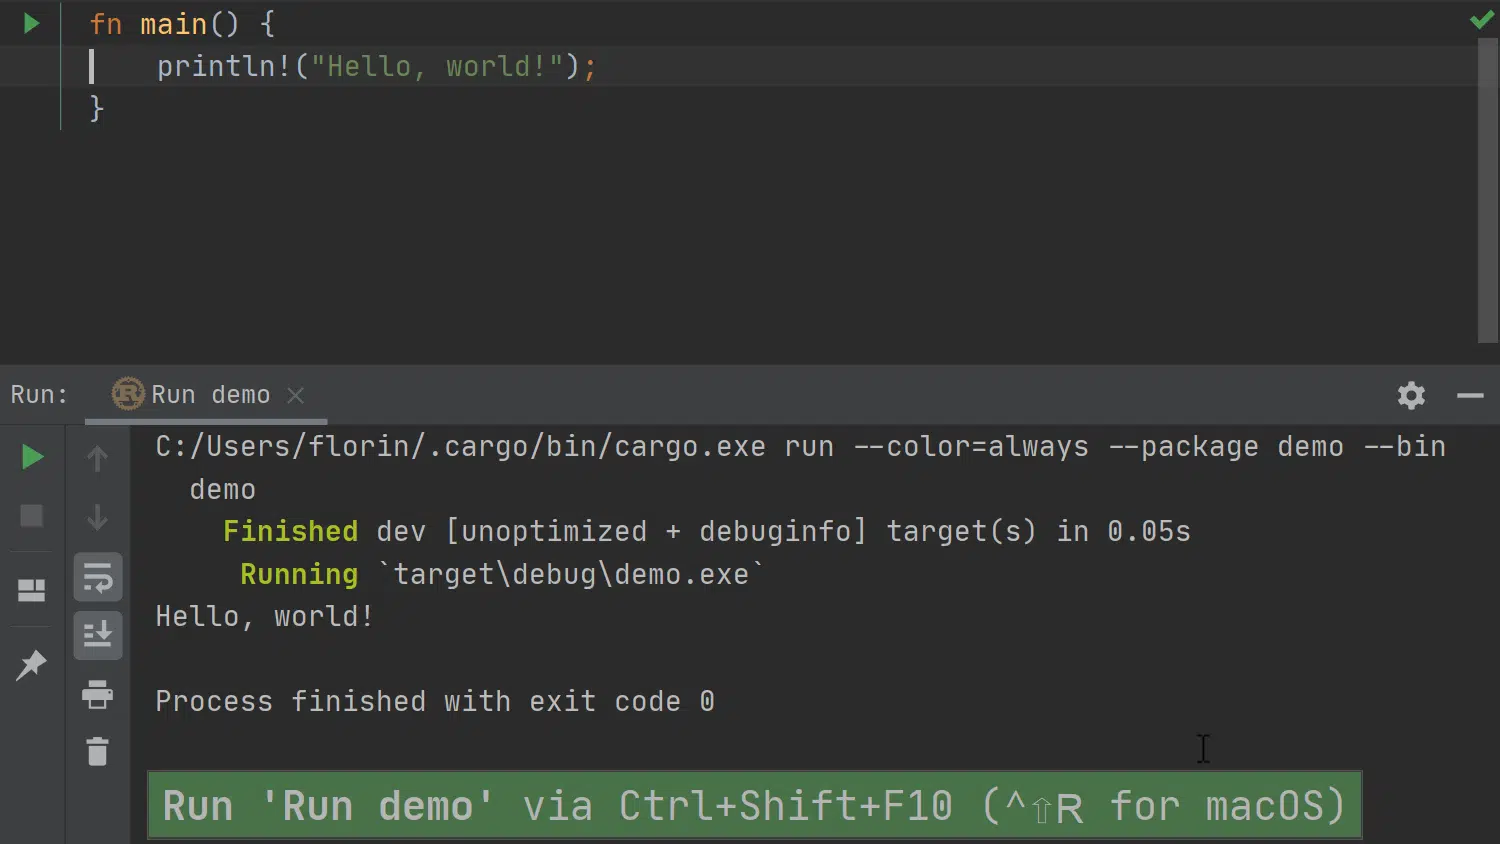 fn main() {
    println!("Hello, world!");
}
Run: Run demo
C:/Users/florin/.cargo/bin/cargo.exe run --color=always --package demo --bin
demo
Finished dev [unoptimized + debuginfo] target(s) in 0.05s
Running `target\debug\demo.exe`
Hello, world!
Process finished with exit code 0
Run 'Run demo' via Ctrl+Shift+F10 (^⇧R for macOS)